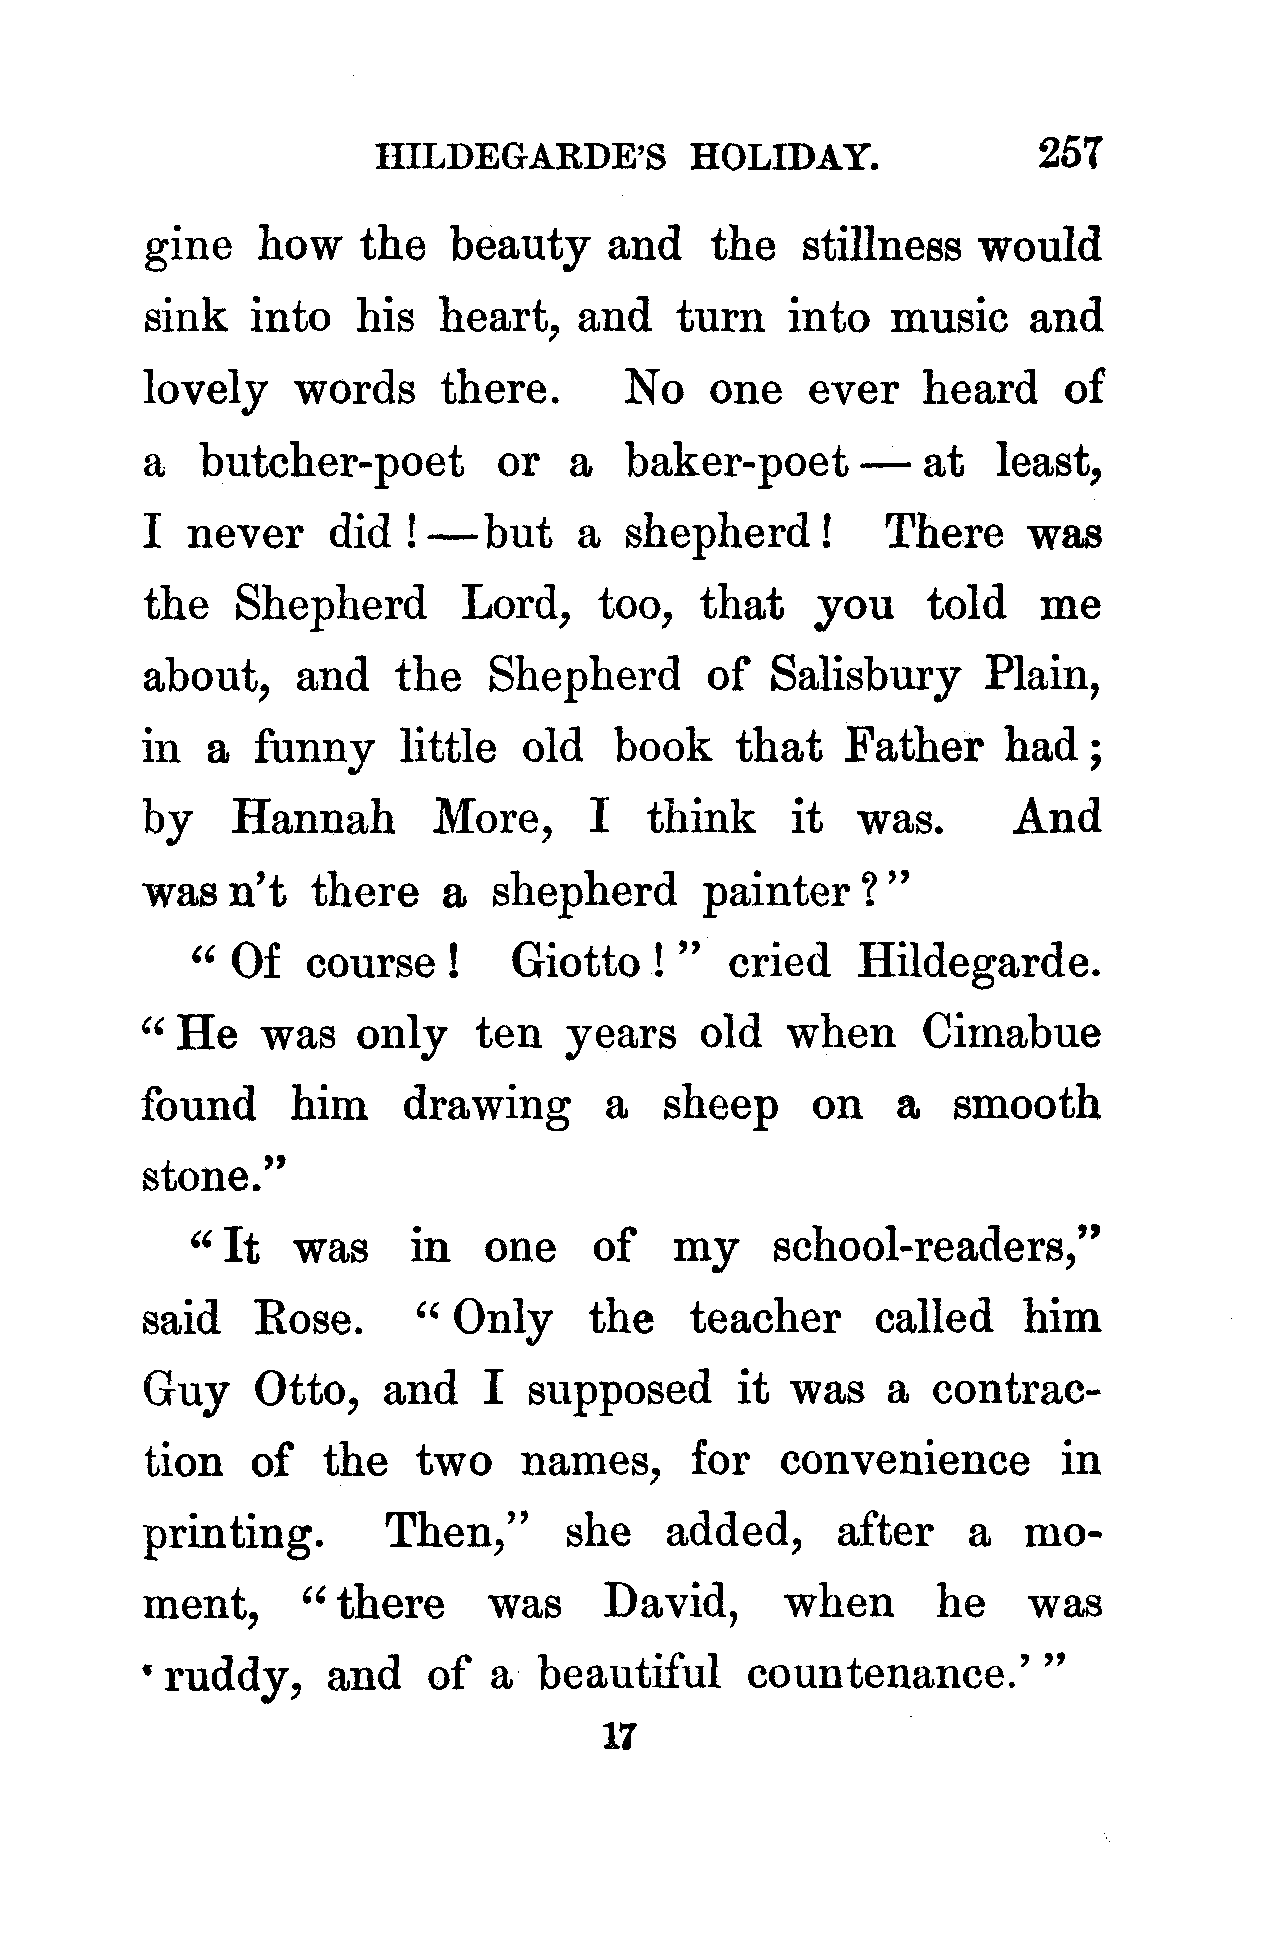 HILDEGARDE'S HOLIDAY. 257
gine how the beauty and the stillness would
sink into his heart, and turn into music and
lovely words there. No one ever heard of
a butcher-poet or a baker-poet — at least,
I never did ! — but a shepherd ! There was
the Shepherd Lord, too, that you told me
about, and the Shepherd of Salisbury Plain,
in a funny little old book that Father had ;
by Hannah More, I think it was. And
was n't there a shepherd painter ? "
" Of course ! Giotto ! " cried Hildegarde.
" He was only ten years old when Cimabue
found him drawing a sheep on a smooth
stone."
" It was in one of my school-readers,"
said Rose. " Only the teacher called him
Guy Otto, and I supposed it was a contrac-
tion of the two names, for convenience in
printing. Then," she added, after a mo-
ment, " there was David, when he was
' ruddy, and of a beautiful countenance.' "
17